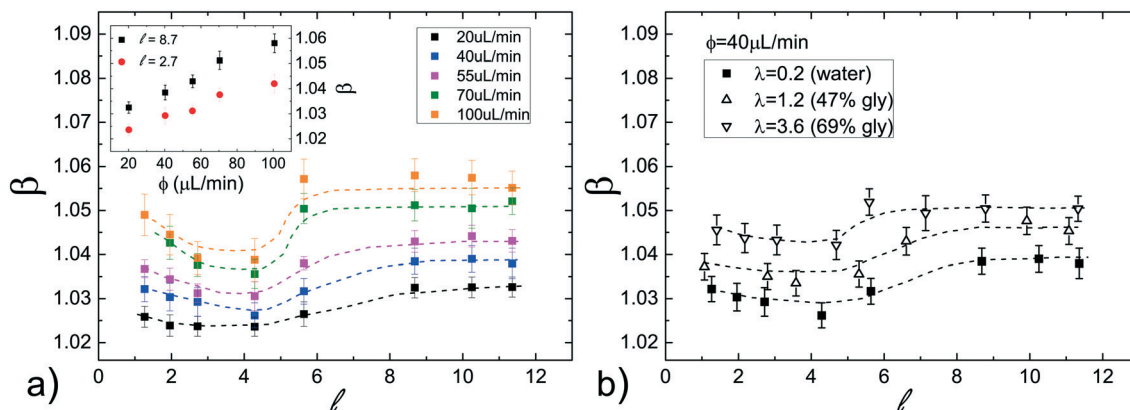 1.09
1.08
1.07
1.06
1.05
1.04
1.03
1.02
β
0 2 4 6 8 10 12
ℓ
a)
ℓ = 8.7
ℓ = 2.7
1.06
1.05
1.04
1.03
1.02
β
20 40 60 80 100
ϕ (μL/min)
20uL/min
40uL/min
55uL/min
70uL/min
100uL/min
1.09
1.08
1.07
1.06
1.05
1.04
1.03
1.02
β
0 2 4 6 8 10 12
ℓ
b)
ϕ=40μL/min
λ=0.2 (water)
λ=1.2 (47% gly)
λ=3.6 (69% gly)